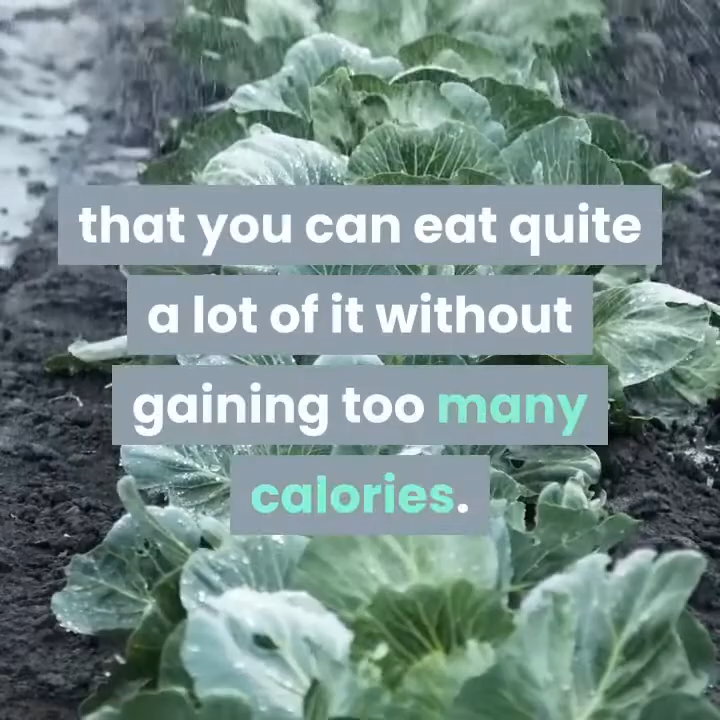 that you can eat quite
a lot of it without
gaining too many
calories.